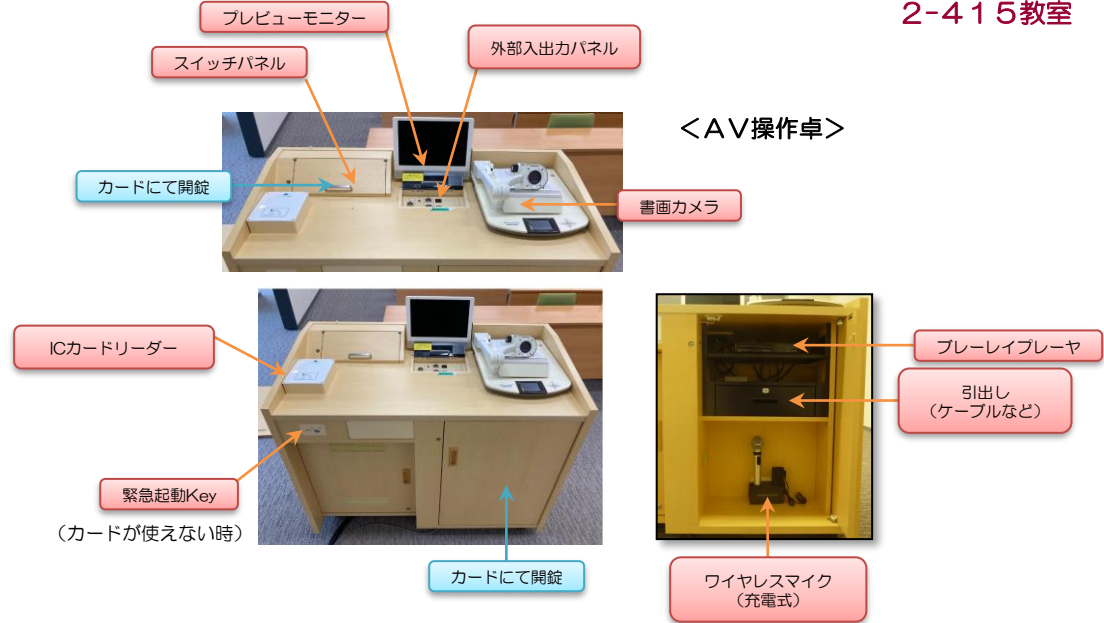 ２-４１５教室
プレビューモニター
外部入出力パネル
スイッチパネル
＜ＡＶ操作卓＞
カードにて開錠
書画カメラ
ICカードリーダー
ブルーレイプレーヤ
引出し
（ケーブルなど）
緊急起動Key
（カードが使えない時）
カードにて開錠
ワイヤレスマイク
（充電式）